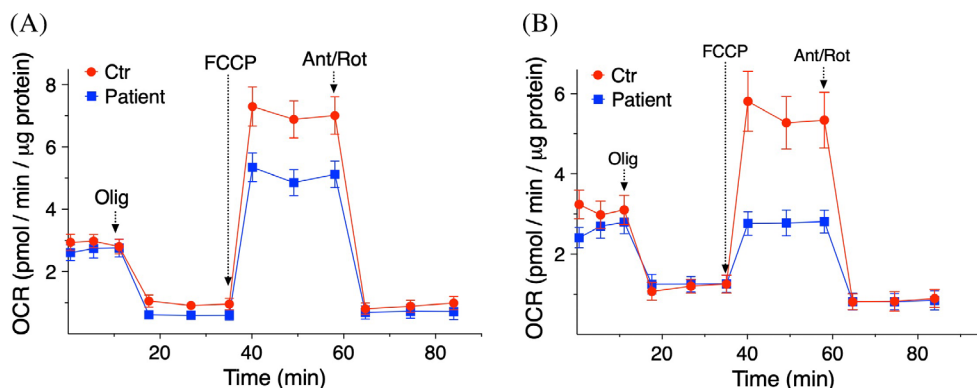 (A)
OCR (pmol / min / µg protein)
8
6
4
2
Ctr
Patient
Olig
FCCP
Ant/Rot
20
40
60
80
Time (min)
(B)
OCR (pmol / min / µg protein)
6
4
2
Ctr
Patient
Olig
FCCP
Ant/Rot
20
40
60
80
Time (min)